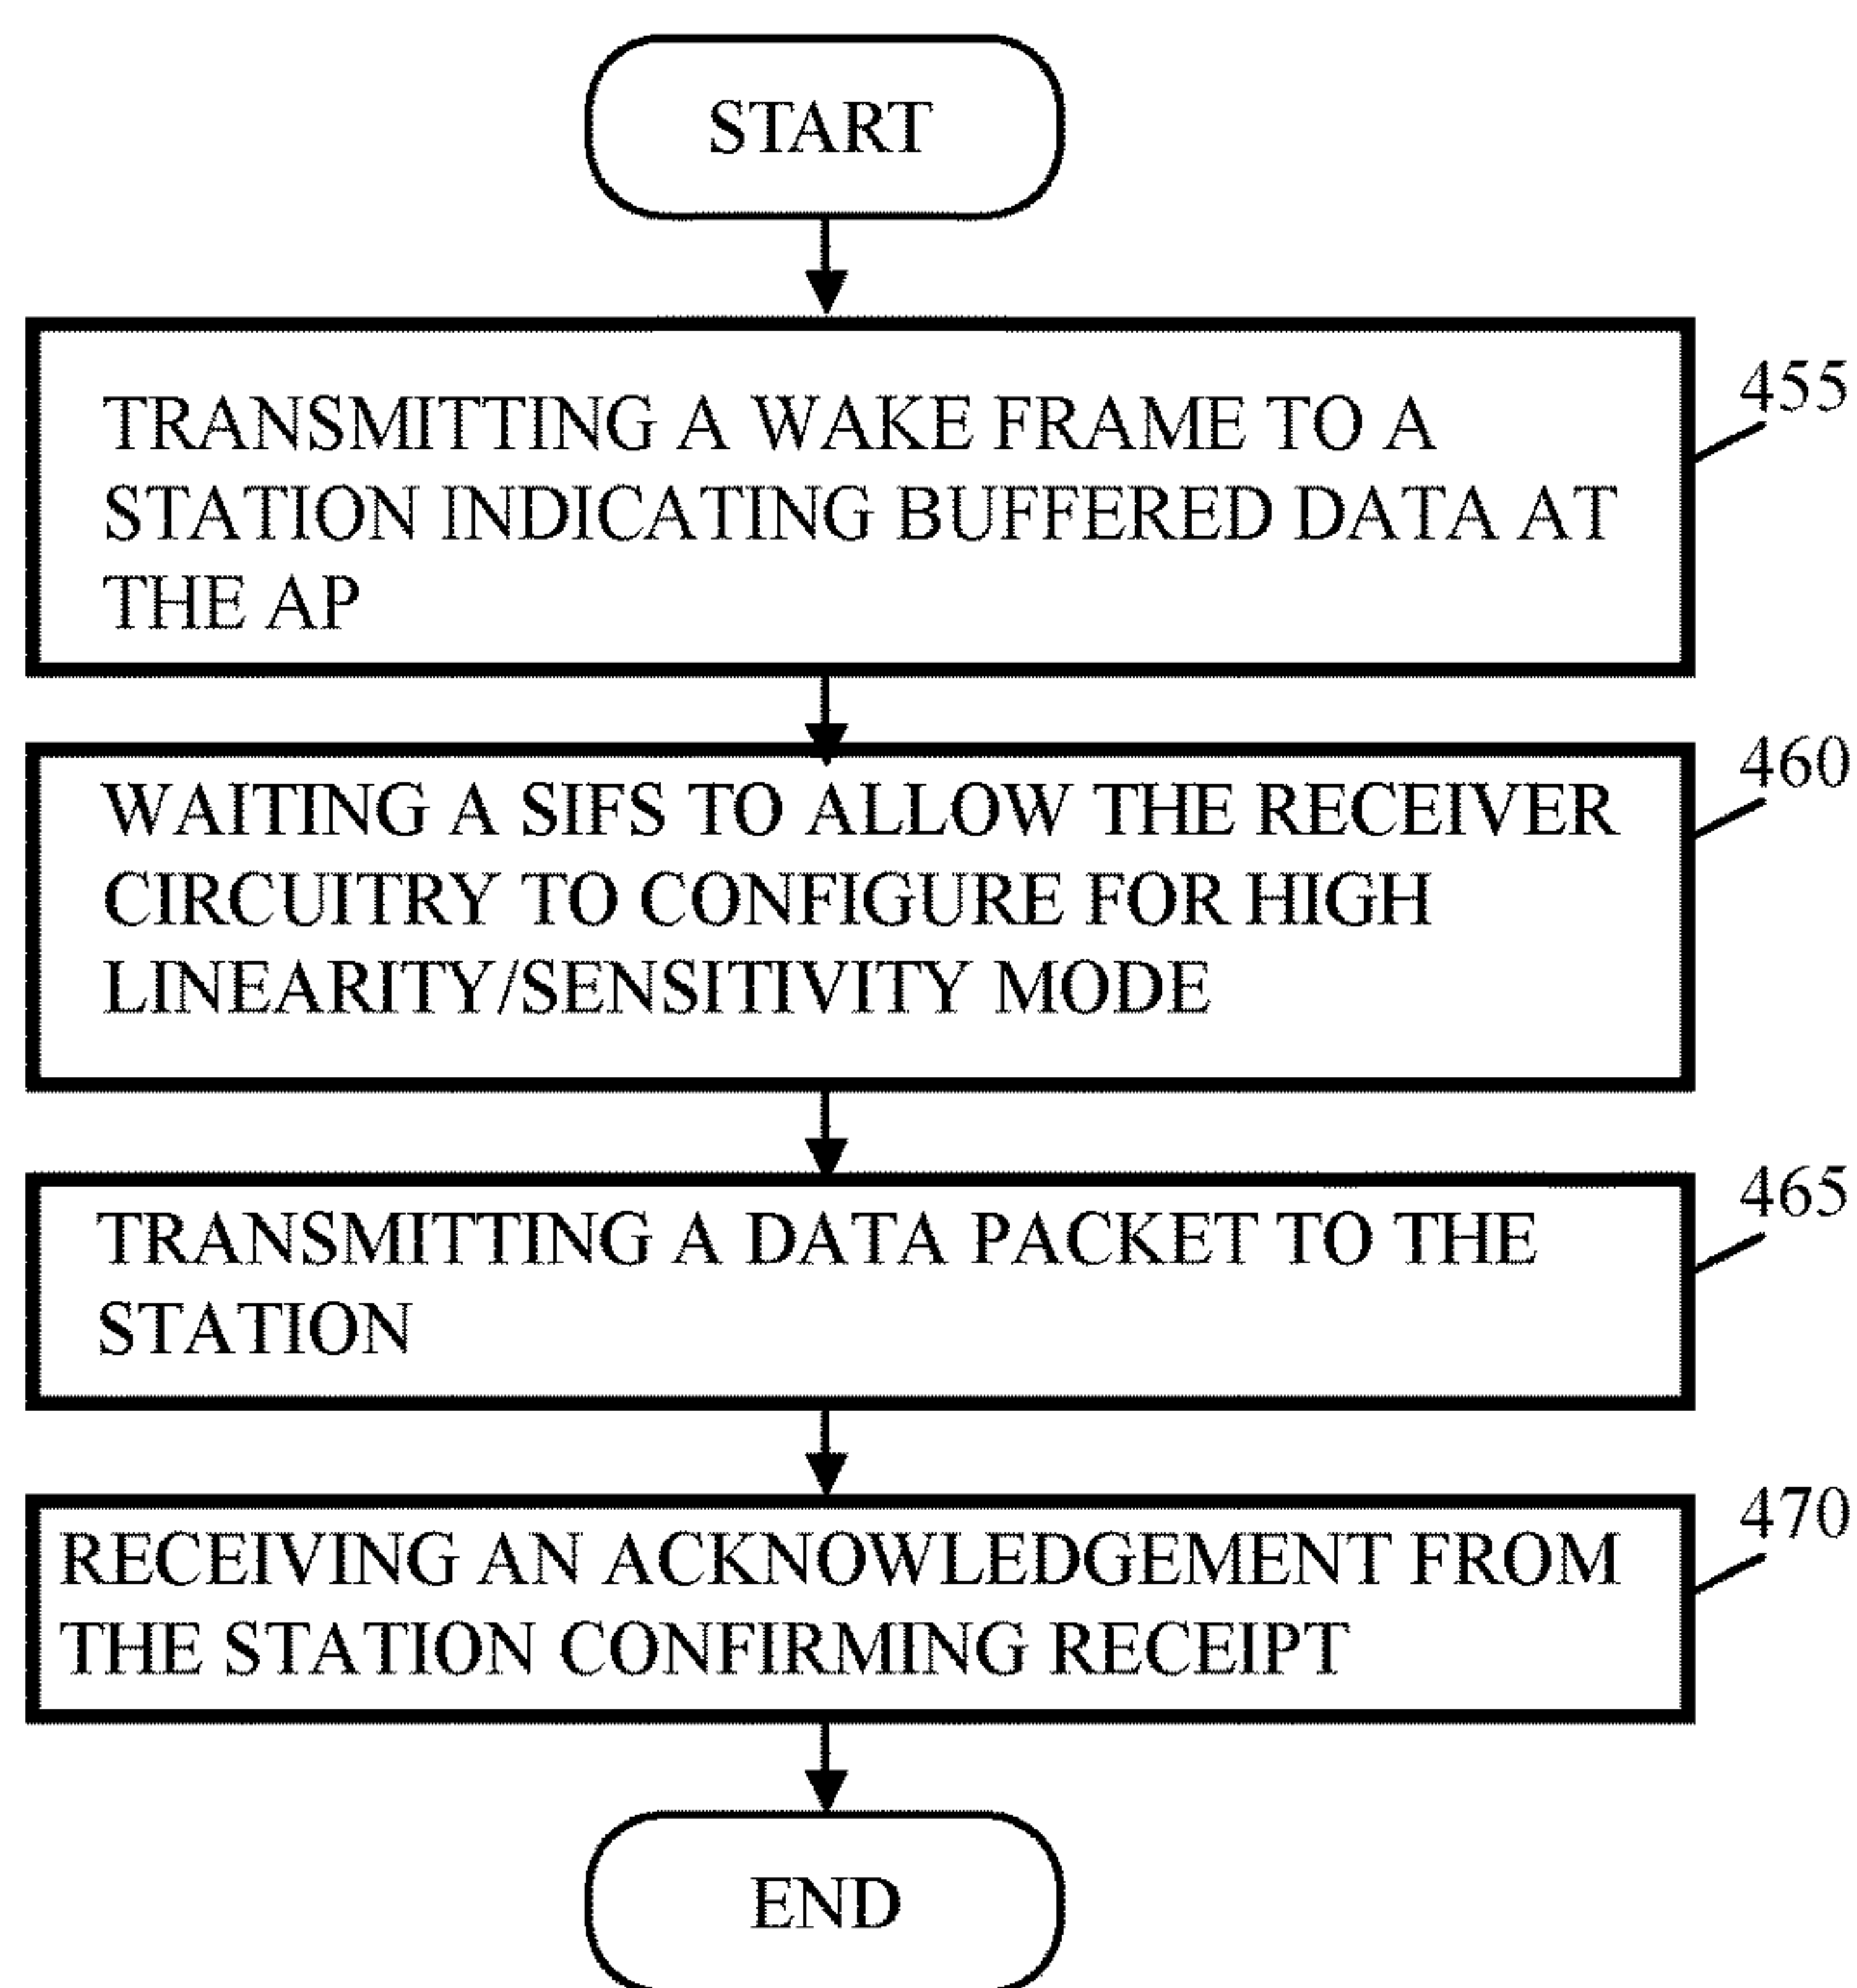 START
TRANSMITTING A WAKE FRAME TO A
STATION INDICATING BUFFERED DATA AT
THE AP
455
WAITING A SIFS TO ALLOW THE RECEIVER
CIRCUITRY TO CONFIGURE FOR HIGH
LINEARITY/SENSITIVITY MODE
460
TRANSMITTING A DATA PACKET TO THE
STATION
465
RECEIVING AN ACKNOWLEDGEMENT FROM
THE STATION CONFIRMING RECEIPT
470
END